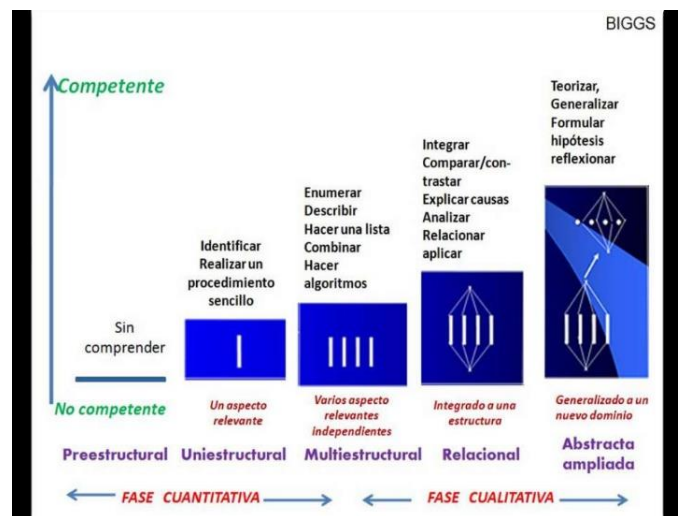 BIGGS
Competente
Teorizar,
Generalizar
Formular
hipótesis
reflexionar
Integrar
Comparar/con-
trastar
Explicar causas
Analizar
Relacionar
aplicar
Enumerar
Describir
Hacer una lista
Combinar
Hacer
algoritmos
Identificar
Realizar un
procedimiento
sencillo
Sin
comprender
No competente
Un aspecto
relevante
Varios aspecto
relevantes
independientes
Integrado a una
estructura
Generalizado a un
nuevo dominio
Preestructural
Uniestructural
Multiestructural
Relacional
Abstracta
ampliada
FASE CUANTITATIVA
FASE CUALITATIVA